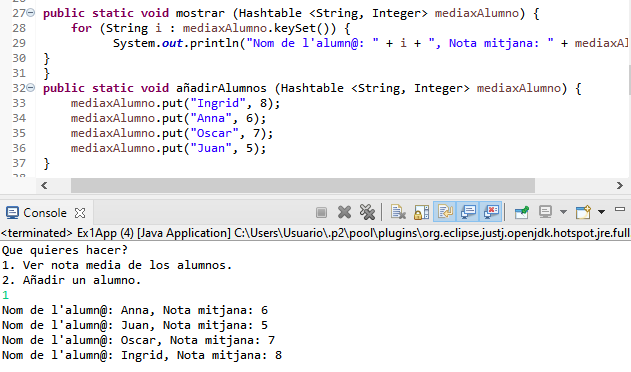 27 public static void mostrar (Hashtable <String, Integer> mediaxAlumno) {
28 for (String i : mediaxAlumno.keySet()) {
29 System.out.println("Nom de l'alumn@: " + i + ", Nota mitjana: " + mediaxAl
30 }
31 }
32 public static void añadirAlumnos (Hashtable <String, Integer> mediaxAlumno) {
33 mediaxAlumno.put("Ingrid", 8);
34 mediaxAlumno.put("Anna", 6);
35 mediaxAlumno.put("Oscar", 7);
36 mediaxAlumno.put("Juan", 5);
37 }
Console
<terminated> Ex1App (4) [Java Application] C:\Users\Usuario\.p2\pool\plugins\org.eclipse.justj.openjdk.hotspot.jre.full
Que quieres hacer?
1. Ver nota media de los alumnos.
2. Añadir un alumno.
1
Nom de l'alumn@: Anna, Nota mitjana: 6
Nom de l'alumn@: Juan, Nota mitjana: 5
Nom de l'alumn@: Oscar, Nota mitjana: 7
Nom de l'alumn@: Ingrid, Nota mitjana: 8